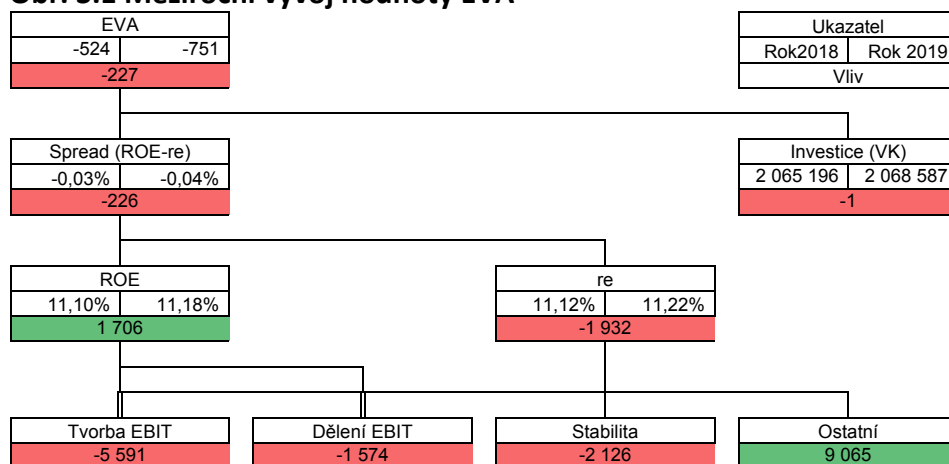 EVA
-524 -751
-227
Ukazatel
Rok2018 Rok 2019
Vliv
Spread (ROE-re)
-0,03% -0,04%
-226
Investice (VK)
2 065 196 2 068 587
-1
ROE
11,10% 11,18%
1 706
re
11,12% 11,22%
-1 932
Tvorba EBIT
-5 591
Dělení EBIT
-1 574
Stabilita
-2 126
Ostatní
9 065